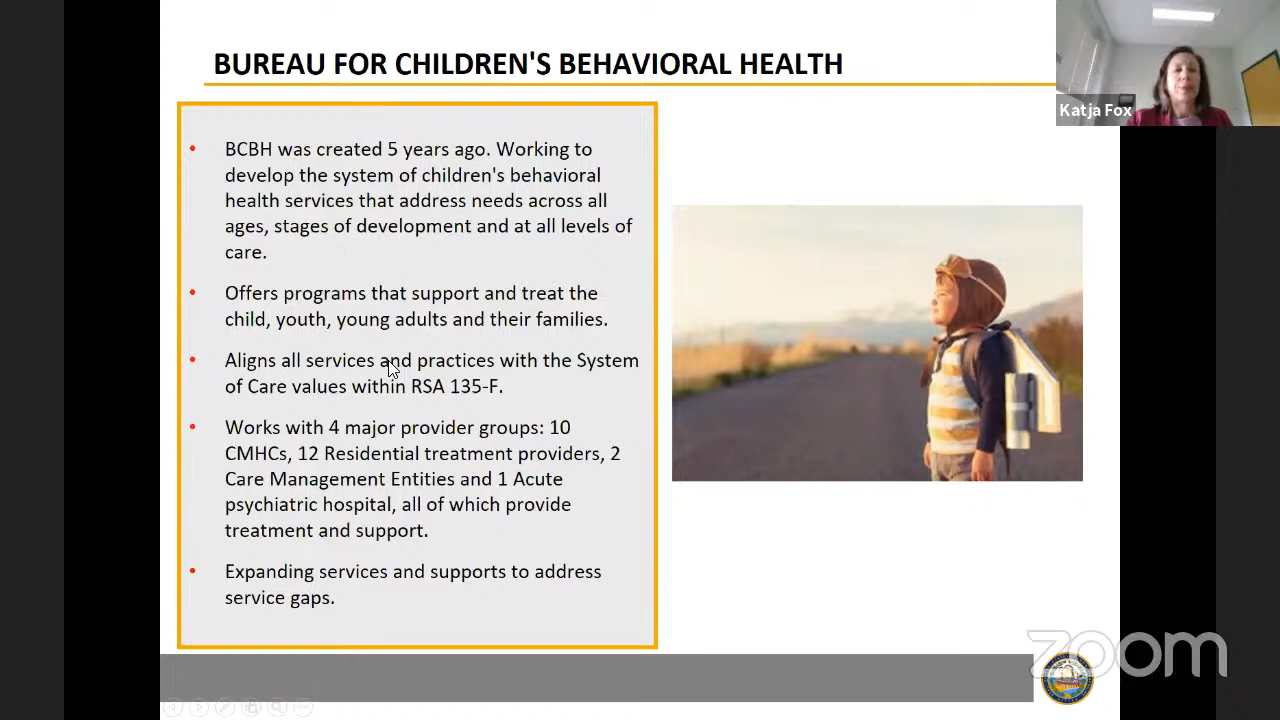 BUREAU FOR CHILDREN'S BEHAVIORAL HEALTH
Katja Fox
• BCBH was created 5 years ago. Working to
develop the system of children's behavioral
health services that address needs across all
ages, stages of development and at all levels of
care.
• Offers programs that support and treat the
child, youth, young adults and their families.
• Aligns all services and practices with the System
of Care values within RSA 135-F.
• Works with 4 major provider groups: 10
CMHCs, 12 Residential treatment providers, 2
Care Management Entities and 1 Acute
psychiatric hospital, all of which provide
treatment and support.
• Expanding services and supports to address
service gaps.
zoom